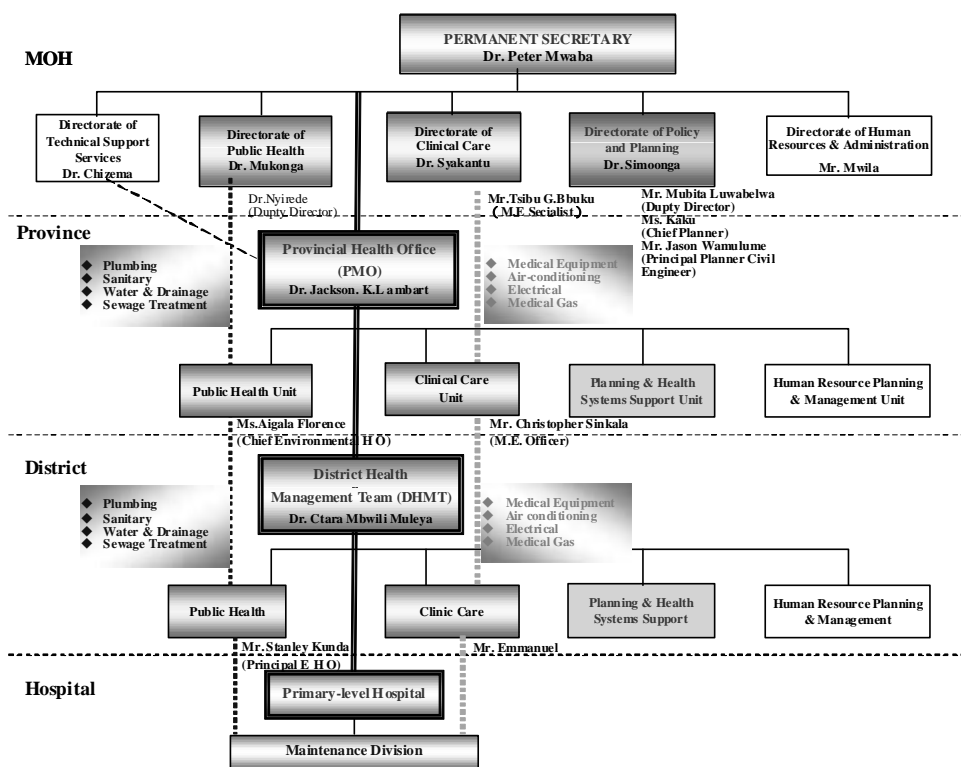 PERMANENT SECRETARY
Dr. Peter Mwaba
MOH
Directorate of
Technical Support
Services
Dr. Chizema
Directorate of
Public Health
Dr. Mukonga
Directorate of
Clinical Care
Dr. Syakantu
Directorate of Policy
and Planning
Dr. Simoonga
Directorate of Human
Resources & Administration
Mr. Mwila
Dr.Nyirede
(Dupty Director)
Mr.Tsibu G.Bbuku
(M.E Secialist)
Mr. Mubita Luwabelwa
(Dupty Director)
Ms. Kaku
(Chief Planner)
Mr. Jason Wamulume
(Principal Planner Civil
Engineer)
Province
◆ Plumbing
◆ Sanitary
◆ Water & Drainage
◆ Sewage Treatment
Provincial Health Office
(PMO)
Dr. Jackson. K.L ambart
◆ Medical Equipment
◆ Air-conditioning
◆ Electrical
◆ Medical Gas
Public Health Unit
Clinical Care
Unit
Planning & Health
Systems Support Unit
Human Resource Planning
& Management Unit
Ms.Aigala Florence
(Chief Environmental HO)
Mr. Christopher Sinkala
(M.E. Officer)
District
◆ Plumbing
◆ Sanitary
◆ Water & Drainage
◆ Sewage Treatment
District Health
Management Team (DHMT)
Dr. Ctara Mbwili Muleya
◆ Medical Equipment
◆ Air conditioning
◆ Electrical
◆ Medical Gas
Public Health
Clinic Care
Planning & Health
Systems Support
Human Resource Planning
& Management
Mr. Stanley Kunda
(Principal E HO)
Mr. Emmanuel
Hospital
Primary-level Hospital
Maintenance Division